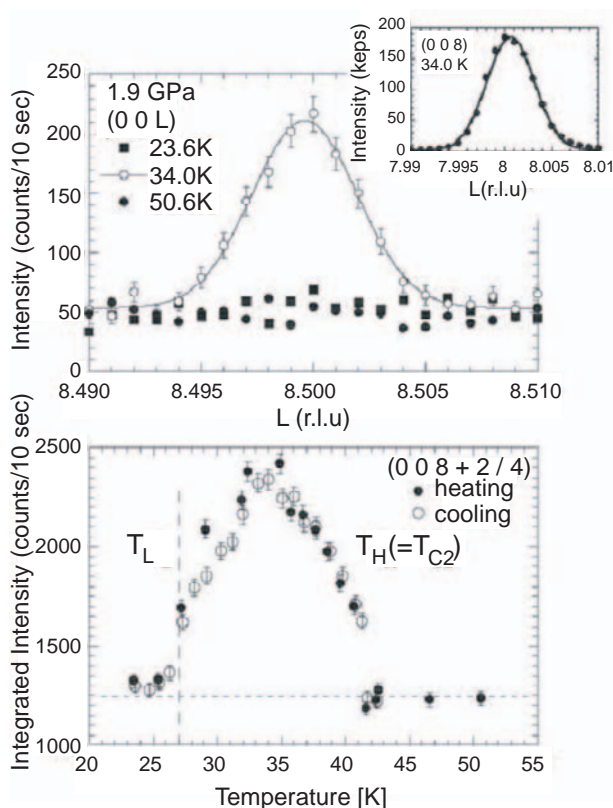 250
200
150
100
50
0
Intensity (counts/10 sec)
1.9 GPa
(0 0 L)
23.6K
34.0K
50.6K
8.490 8.495 8.500 8.505 8.510
L (r.l.u)
200
150
100
50
0
Intensity (keps)
(0 0 8)
34.0 K
7.99 7.995 8 8.005 8.01
L(r.l.u)
2500
2000
1500
1000
Integrated Intensity (counts/10 sec)
(0 0 8 + 2 / 4)
heating
cooling
T_L
T_H(=T_C2)
20 25 30 35 40 45 50 55
Temperature [K]